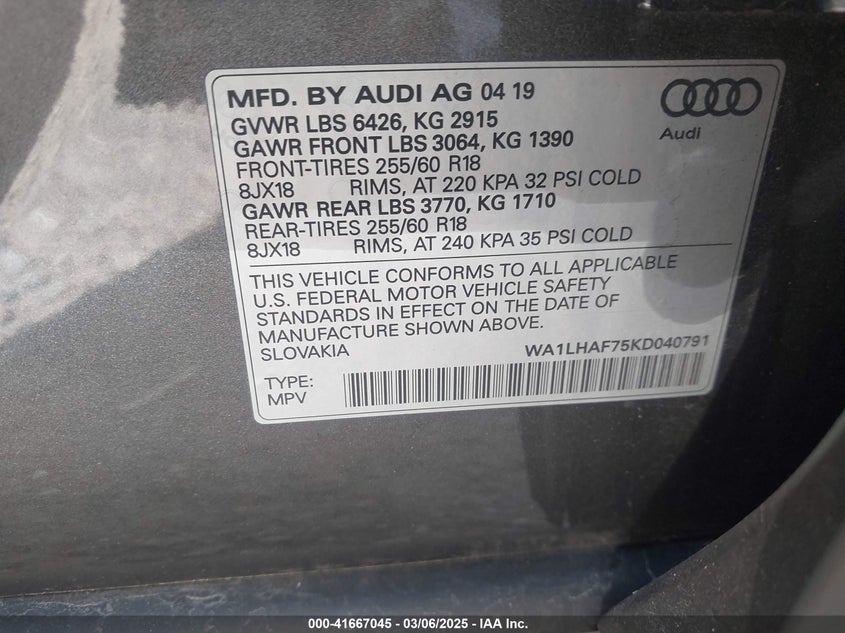 MFD. BY AUDI AG 04 19
Audi
GVWR LBS 6426, KG 2915
GAWR FRONT LBS 3064, KG 1390
FRONT-TIRES 255/60 R18
8JX18 RIMS, AT 220 KPA 32 PSI COLD
GAWR REAR LBS 3770, KG 1710
REAR-TIRES 255/60 R18
8JX18 RIMS, AT 240 KPA 35 PSI COLD
THIS VEHICLE CONFORMS TO ALL APPLICABLE
U.S. FEDERAL MOTOR VEHICLE SAFETY
STANDARDS IN EFFECT ON THE DATE OF
MANUFACTURE SHOWN ABOVE.
SLOVAKIA WA1LHAF75KD040791
TYPE:
MPV
000-41667045 - 03/06/2025 - IAA Inc.